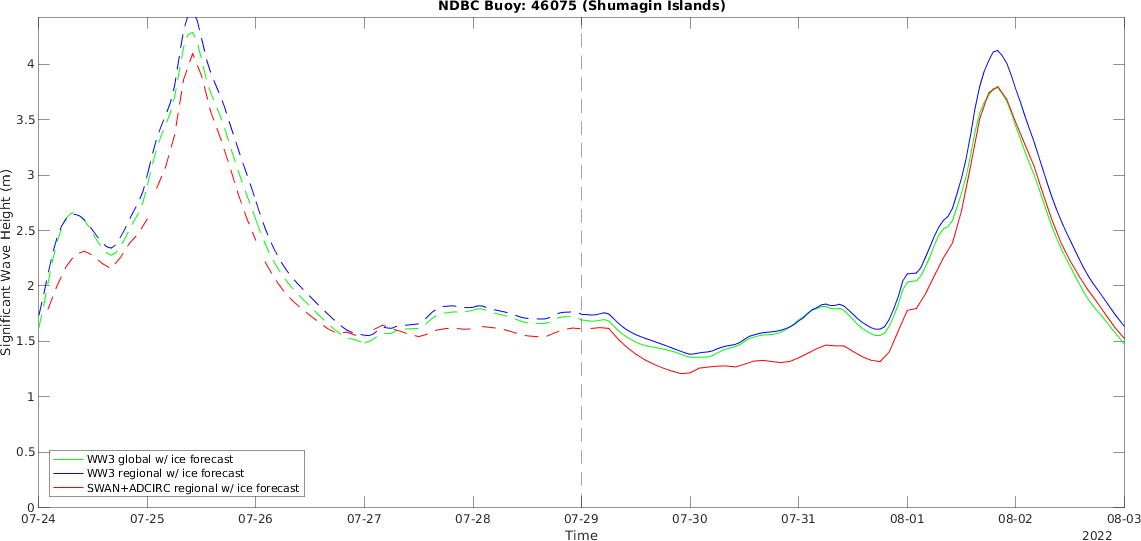 NDBC Buoy: 46075 (Shumagin Islands)
Significant Wave Height (m)
4
3.5
3
2.5
2
1.5
1
0.5
0
WW3 global w/ ice forecast
WW3 regional w/ ice forecast
SWAN+ADCIRC regional w/ ice forecast
07-24 07-25 07-26 07-27 07-28 07-29 07-30 07-31 08-01 08-02 08-03
Time
2022